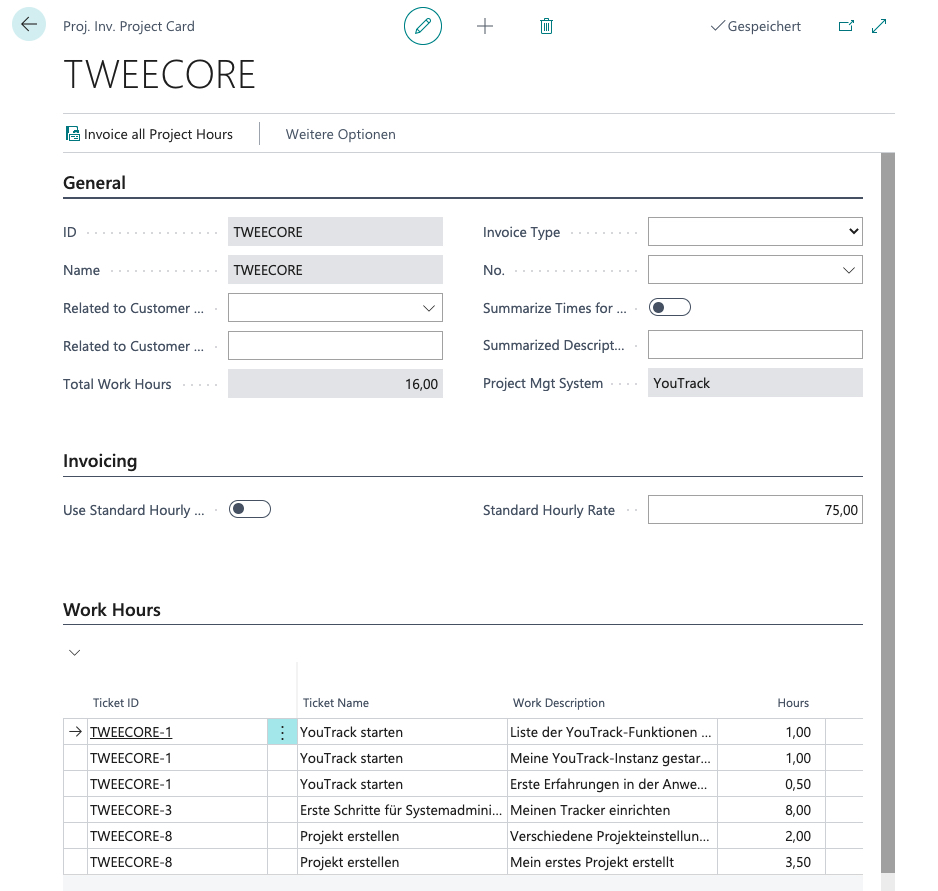 Proj. Inv. Project Card
Gespeichert
TWEECORE
Invoice all Project Hours
Weitere Optionen
General
ID
TWEECORE
Invoice Type
Name
TWEECORE
No.
Related to Customer ...
Summarize Times for ...
Related to Customer ...
Summarized Descript...
Total Work Hours
16,00
Project Mgt System
YouTrack
Invoicing
Use Standard Hourly ...
Standard Hourly Rate
75,00
Work Hours
Ticket ID Ticket Name Work Description Hours
TWEECORE-1 YouTrack starten Liste der YouTrack-Funktionen ... 1,00
TWEECORE-1 YouTrack starten Meine YouTrack-Instanz gestar... 1,00
TWEECORE-1 YouTrack starten Erste Erfahrungen in der Anwe... 0,50
TWEECORE-3 Erste Schritte für Systemadmini... Meinen Tracker einrichten 8,00
TWEECORE-8 Projekt erstellen Verschiedene Projekteinstellun... 2,00
TWEECORE-8 Projekt erstellen Mein erstes Projekt erstellt 3,50